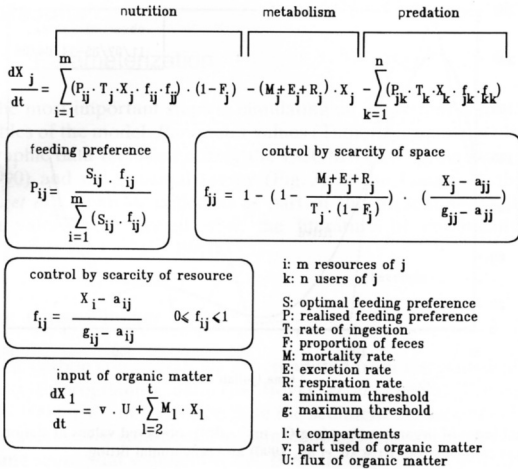 nutrition metabolism predation
dX_j/dt = Σ_{i=1}^{m} (P_ij · T_j · X_j · f_ij · f_jj) · (1-F_j) - (M_j+E_j+R_j) · X_j - Σ_{k=1}^{n} (P_jk · T_k · X_k · f_jk · f_kk)
feeding preference
P_ij = S_ij · f_ij / Σ_{i=1}^{m} (S_ij · f_ij)
control by scarcity of space
f_jj = 1 - ( 1 - (M_j+E_j+R_j) / (T_j · (1-F_j)) ) · ( (X_j - a_jj) / (g_jj - a_jj) )
control by scarcity of resource
f_ij = (X_i - a_ij) / (g_ij - a_ij) 0⩽ f_ij ⩽1
input of organic matter
dX_1/dt = v . U + Σ_{l=2}^{t} M_l · X_l
i: m resources of j
k: n users of j
S: optimal feeding preference
P: realised feeding preference
T: rate of ingestion
F: proportion of feces
M: mortality rate
E: excretion rate
R: respiration rate
a: minimum threshold
g: maximum threshold
l: t compartments
v: part used of organic matter
U: flux of organic matter